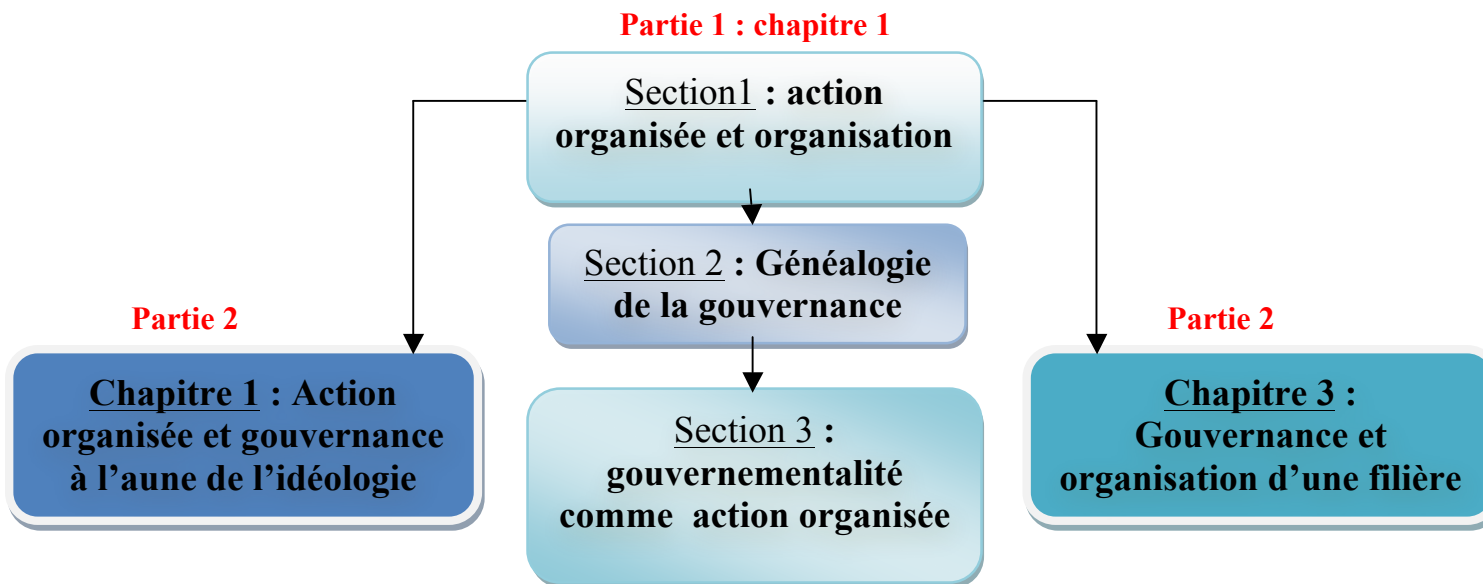 Partie 1 : chapitre 1
Section1 : action
organisée et organisation
Section 2 : Généalogie
de la gouvernance
Partie 2
Chapitre 1 : Action
organisée et gouvernance
à l’aune de l’idéologie
Section 3 :
gouvernementalité
comme  action organisée
Partie 2
Chapitre 3 :
Gouvernance et
organisation d’une filière